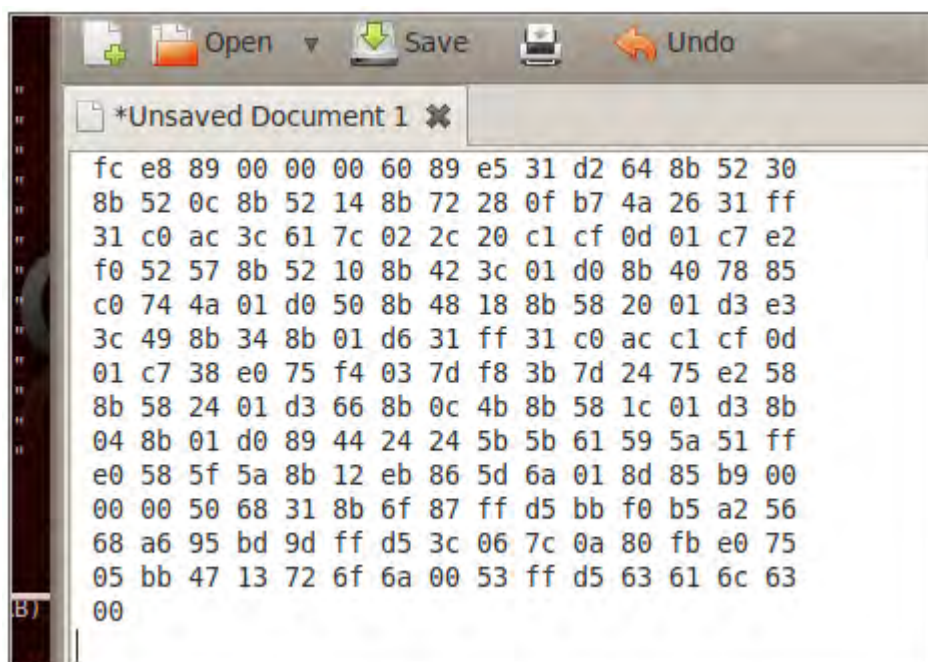 Open Save Undo
*Unsaved Document 1
fc e8 89 00 00 00 60 89 e5 31 d2 64 8b 52 30
8b 52 0c 8b 52 14 8b 72 28 0f b7 4a 26 31 ff
31 c0 ac 3c 61 7c 02 2c 20 c1 cf 0d 01 c7 e2
f0 52 57 8b 52 10 8b 42 3c 01 d0 8b 40 78 85
c0 74 4a 01 d0 50 8b 48 18 8b 58 20 01 d3 e3
3c 49 8b 34 8b 01 d6 31 ff 31 c0 ac c1 cf 0d
01 c7 38 e0 75 f4 03 7d f8 3b 7d 24 75 e2 58
8b 58 24 01 d3 66 8b 0c 4b 8b 58 1c 01 d3 8b
04 8b 01 d0 89 44 24 24 5b 5b 61 59 5a 51 ff
e0 58 5f 5a 8b 12 eb 86 5d 6a 01 8d 85 b9 00
00 00 50 68 31 8b 6f 87 ff d5 bb f0 b5 a2 56
68 a6 95 bd 9d ff d5 3c 06 7c 0a 80 fb e0 75
05 bb 47 13 72 6f 6a 00 53 ff d5 63 61 6c 63
00